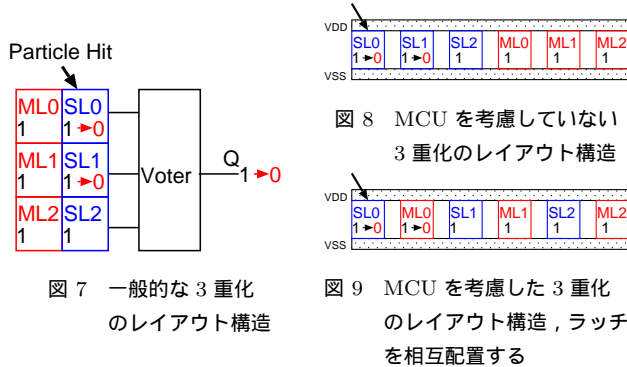 Particle Hit
ML0 SL0
1 1→0
ML1 SL1
1 1→0
ML2 SL2
1 1
Voter
Q
1→0
図 7 一般的な 3 重化
のレイアウト構造
VDD
SL0 SL1 SL2 ML0 ML1 ML2
1→0 1→0 1 1 1 1
VSS
図 8 MCU を考慮していない
3 重化のレイアウト構造
VDD
SL0 ML0 SL1 ML1 SL2 ML2
1→0 1→0 1 1 1 1
VSS
図 9 MCU を考慮した 3 重化
のレイアウト構造 , ラッチ
を相互配置する